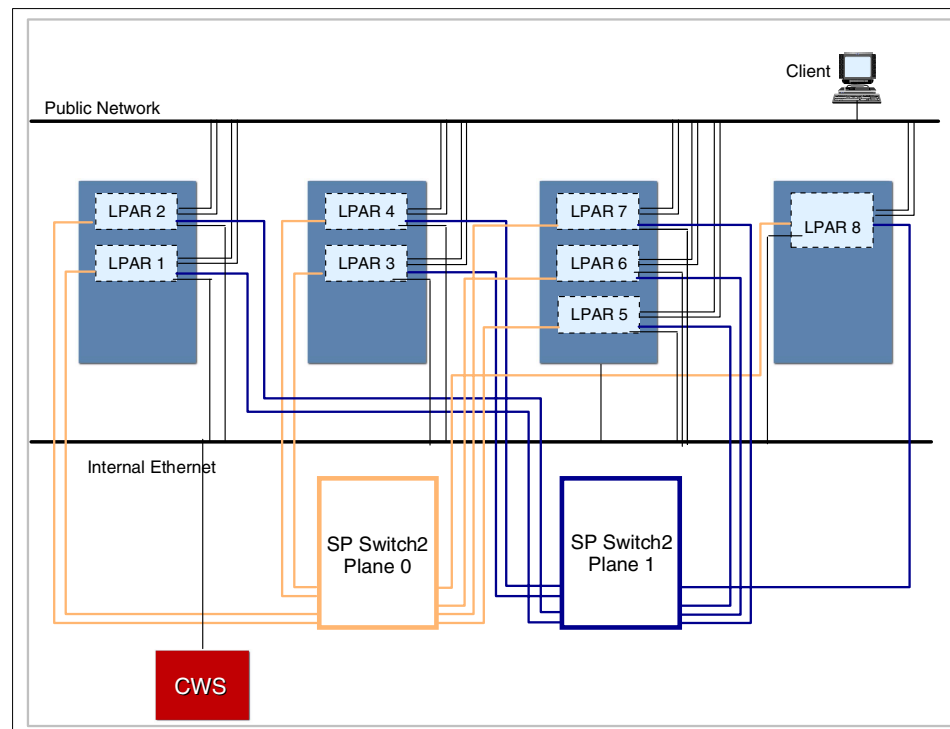 Client
Public Network
LPAR 2
LPAR 4
LPAR 7
LPAR 8
LPAR 1
LPAR 3
LPAR 6
LPAR 5
Internal Ethernet
SP Switch2
Plane 0
SP Switch2
Plane 1
CWS